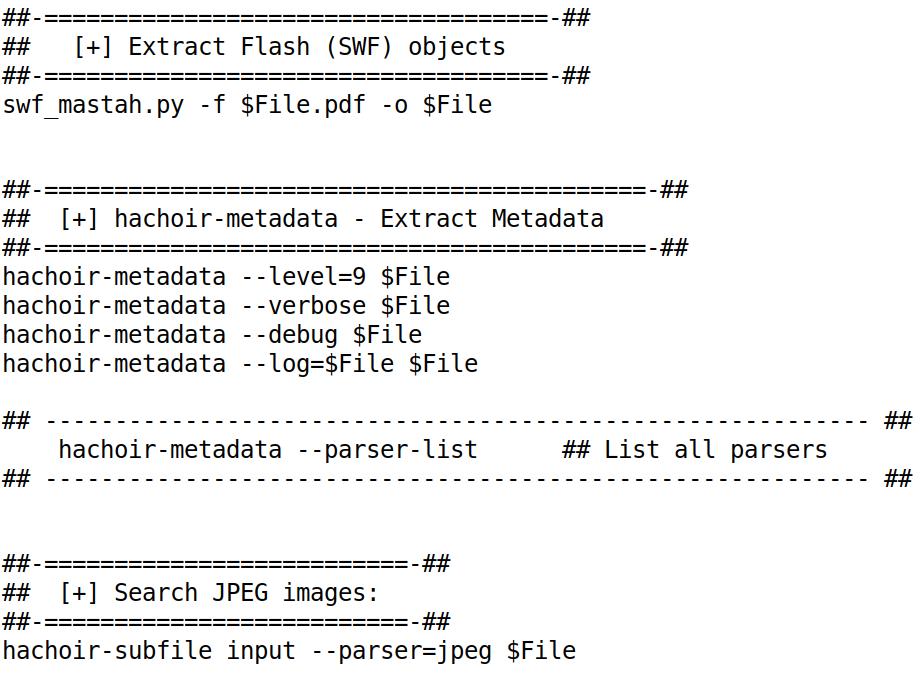 ##-====================================-##
##   [+] Extract Flash (SWF) objects
##-====================================-##
swf_mastah.py -f $File.pdf -o $File
##-===========================================-##
##  [+] hachoir-metadata - Extract Metadata
##-===========================================-##
hachoir-metadata --level=9 $File
hachoir-metadata --verbose $File
hachoir-metadata --debug $File
hachoir-metadata --log=$File $File
## ----------------------------------------------------------- ##
    hachoir-metadata --parser-list      ## List all parsers
## ----------------------------------------------------------- ##
##-==========================-##
##  [+] Search JPEG images:
##-==========================-##
hachoir-subfile input --parser=jpeg $File